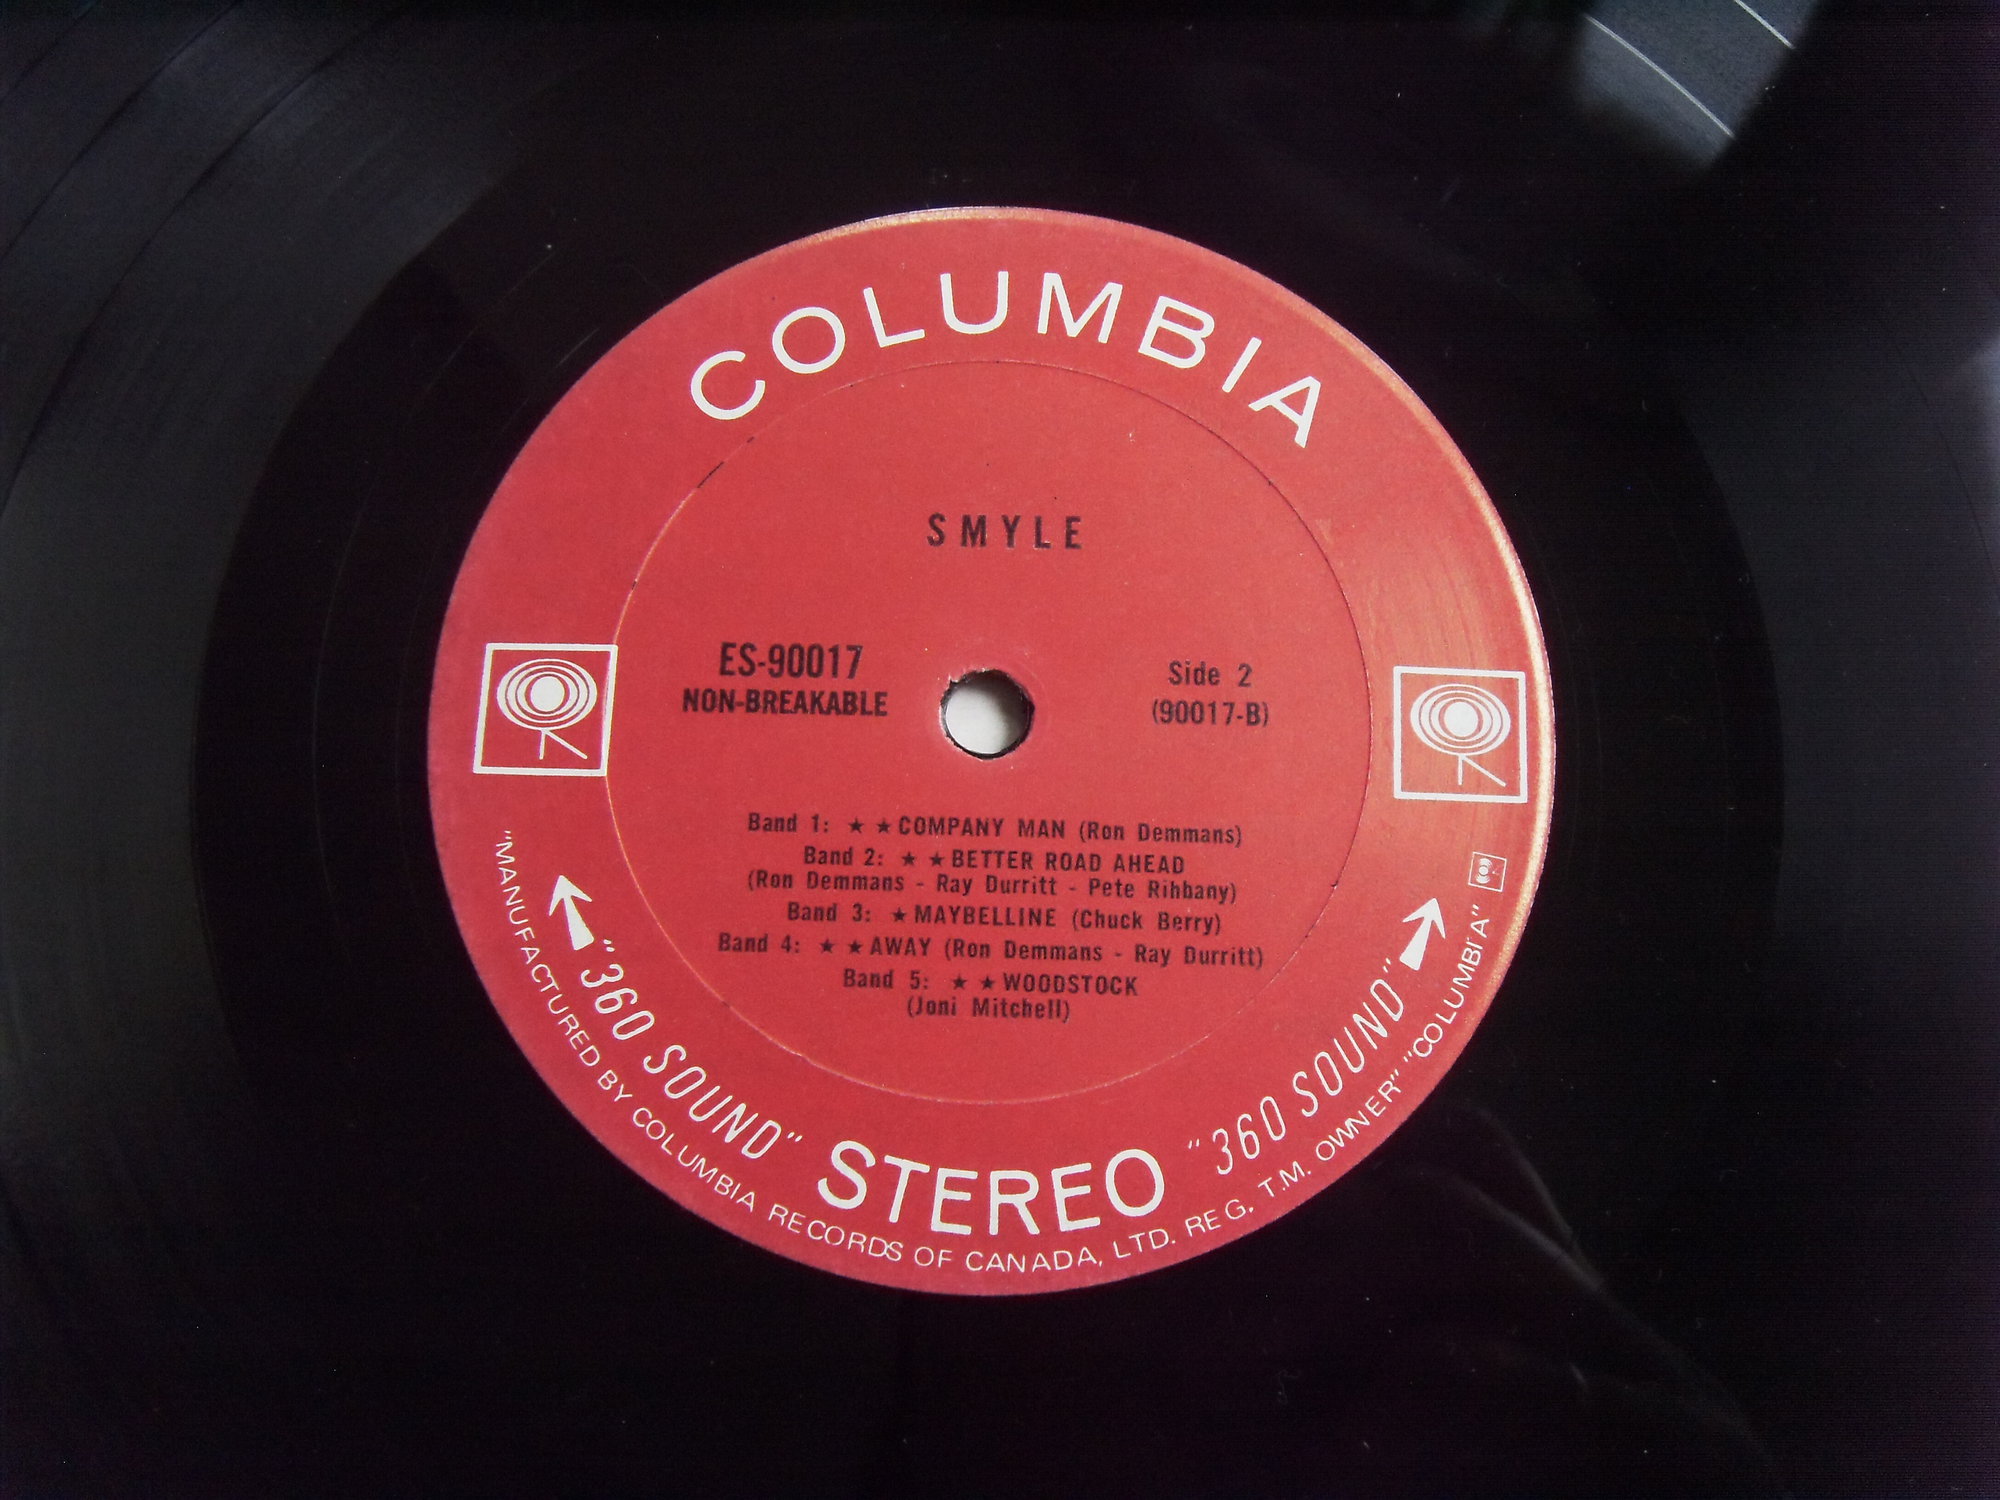 COLUMBIA
SMYLE
ES-90017
NON-BREAKABLE
Side 2
(90017-B)
Band 1: ★ ★ COMPANY MAN (Ron Demmans)
Band 2: ★ ★ BETTER ROAD AHEAD
(Ron Demmans - Ray Durritt - Pete Rihbany)
Band 3: ★ MAYBELLINE (Chuck Berry)
Band 4: ★ ★ AWAY (Ron Demmans - Ray Durritt)
Band 5: ★ ★ WOODSTOCK
(Joni Mitchell)
"360 SOUND" STEREO "360 SOUND"
"MANUFACTURED BY COLUMBIA RECORDS OF CANADA, LTD. REG. T.M. OWNER" "COLUMBIA"